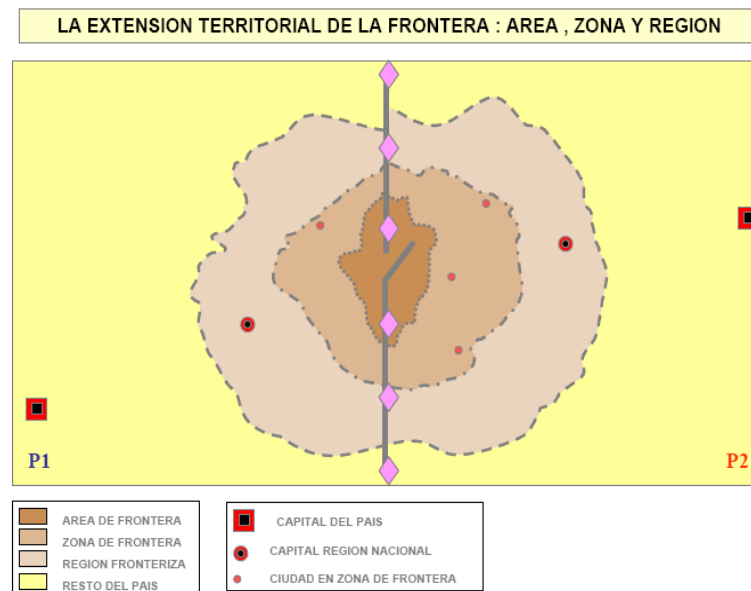 LA EXTENSION TERRITORIAL DE LA FRONTERA : AREA , ZONA Y REGION
P1
P2
AREA DE FRONTERA
ZONA DE FRONTERA
REGION FRONTERIZA
RESTO DEL PAIS
CAPITAL DEL PAIS
CAPITAL REGION NACIONAL
CIUDAD EN ZONA DE FRONTERA